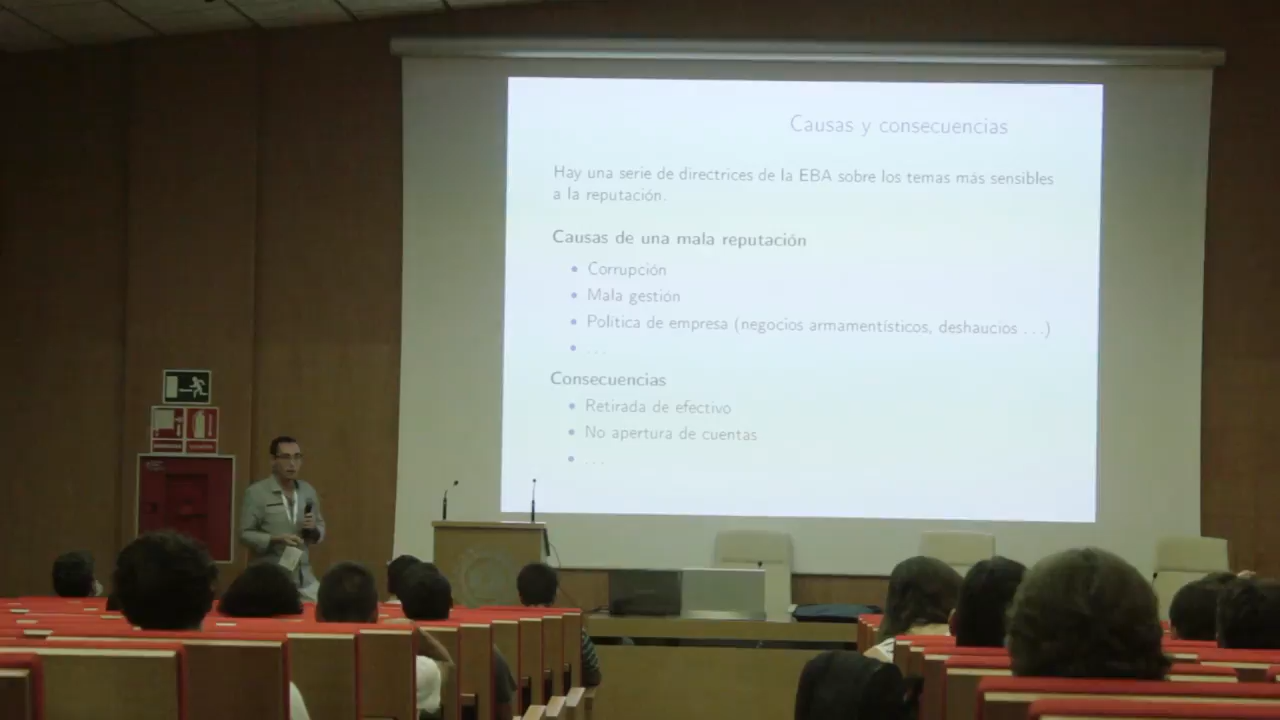 Causas y consecuencias
Hay una serie de directrices de la EBA sobre los temas más sensibles
a la reputación.
Causas de una mala reputación
• Corrupción
• Mala gestión
• Política de empresa (negocios armamentísticos, deshaucios ...)
• ...
Consecuencias
• Retirada de efectivo
• No apertura de cuentas
• ...